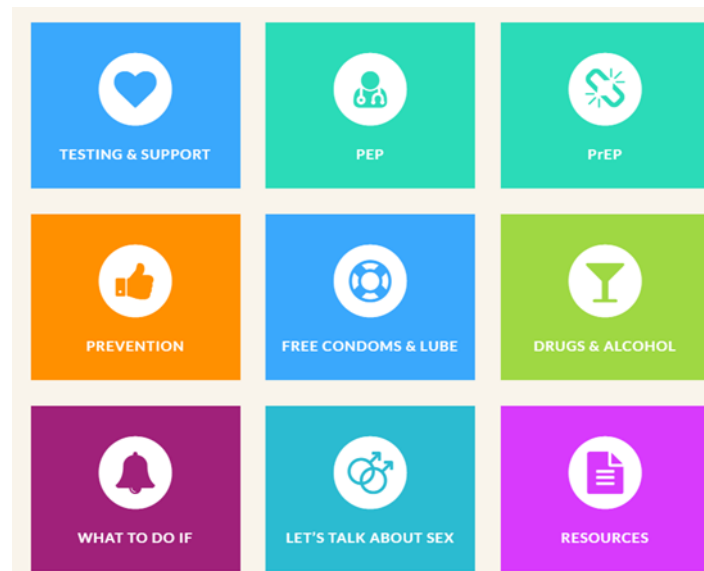 TESTING & SUPPORT
PEP
PrEP
PREVENTION
FREE CONDOMS & LUBE
DRUGS & ALCOHOL
WHAT TO DO IF
LET'S TALK ABOUT SEX
RESOURCES